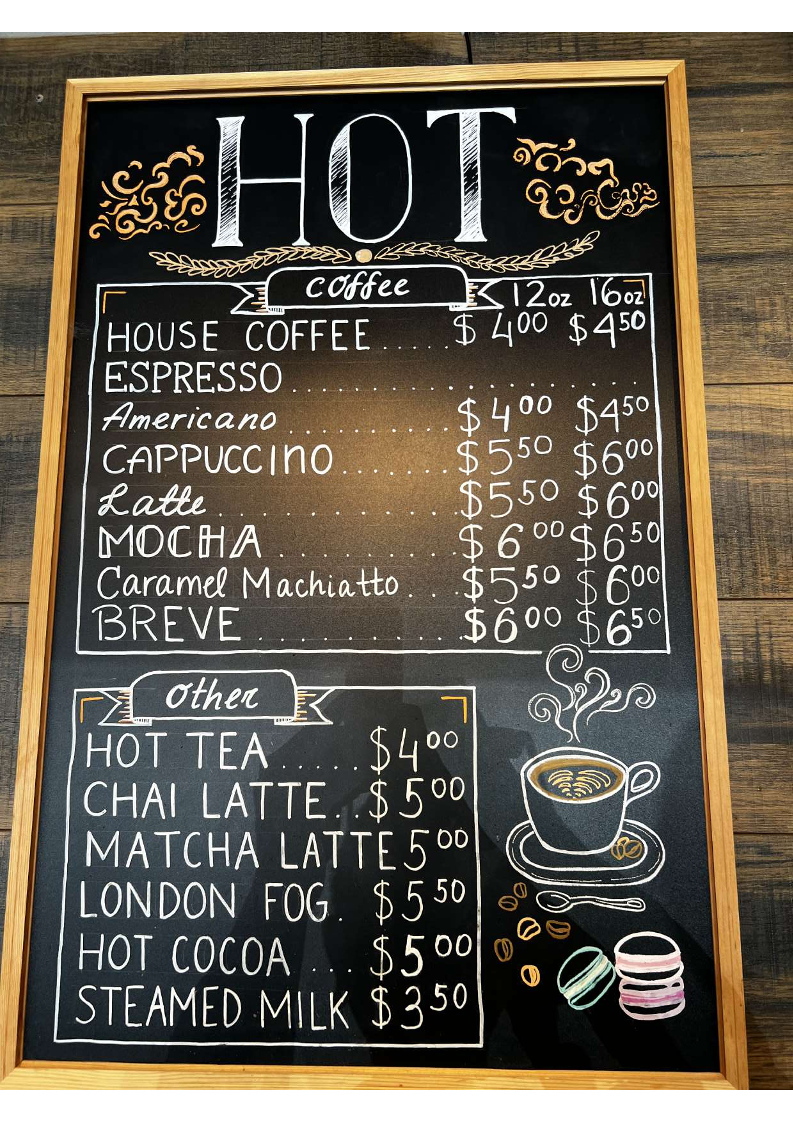 HOT
coffee 12oz 16oz
HOUSE COFFEE.....$ 400 $450
ESPRESSO..............................
Americano..............$ 400 $450
CAPPUCCINO.......$550 $600
Latte....................$550 $600
MOCHA..............$ 600 $650
Caramel Machiatto...$550 $600
BREVE................$600 $650
other
HOT TEA.....$400
CHAI LATTE..$500
MATCHA LATTE 500
LONDON FOG. $550
HOT COCOA ...$500
STEAMED MILK $350